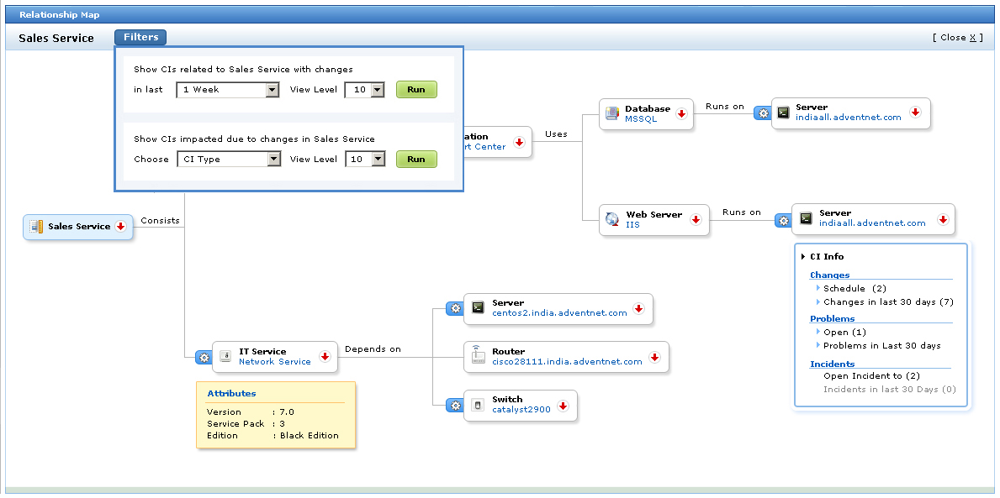 Relationship Map
Sales Service
Filters
[ Close X ]
Show CIs related to Sales Service with changes
in last 1 Week View Level 10 Run
Show CIs impacted due to changes in Sales Service
Choose CI Type View Level 10 Run
ation
rt Center
Uses
Database
MSSQL
Runs on
Server
indiaall.adventnet.com
Web Server
IIS
Runs on
Server
indiaall.adventnet.com
Sales Service
Consists
CI Info
Changes
Schedule (2)
Changes in last 30 days (7)
Problems
Open (1)
Problems in Last 30 days
Incidents
Open Incident to (2)
Incidents in last 30 Days (0)
IT Service
Network Service
Depends on
Server
centos2.india.adventnet.com
Router
cisco28111.india.adventnet.com
Switch
catalyst2900
Attributes
Version : 7.0
Service Pack : 3
Edition : Black Edition